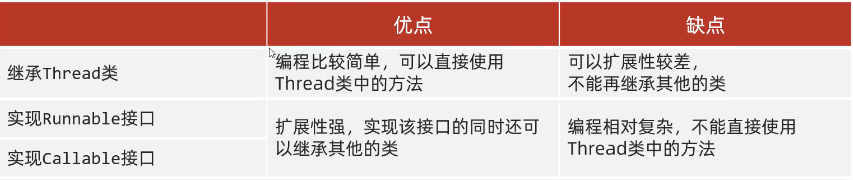 优点
缺点
继承Thread类
编程比较简单，可以直接使用
Thread类中的方法
可以扩展性较差，
不能再继承其他的类
实现Runnable接口
实现Callable接口
扩展性强，实现该接口的同时还可
以继承其他的类
编程相对复杂，不能直接使用
Thread类中的方法